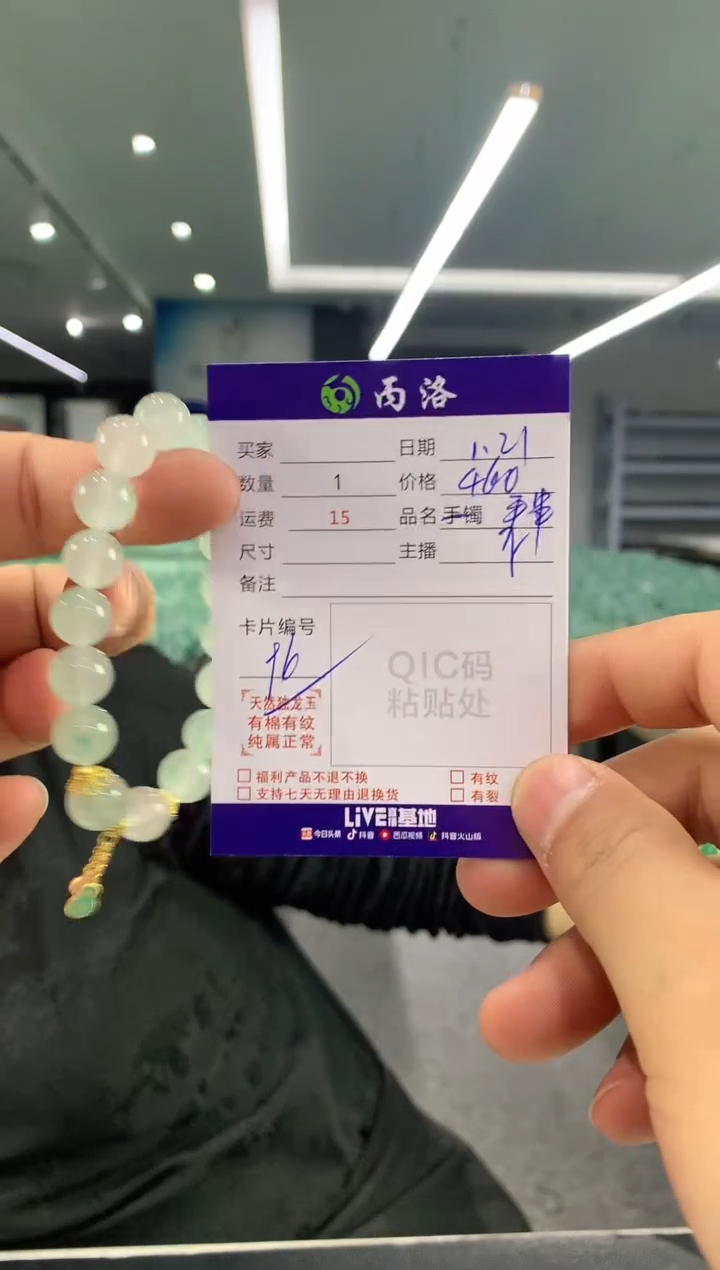 丙洛
买家 日期 1.21
数量 1 价格 460
运费 15 品名 手镯 手串
尺寸 主播
备注
卡片编号
16
QIC码
粘贴处
天然独龙玉
有棉有纹
纯属正常
福利产品不退不换 有纹
支持七天无理由退换货 有裂
LiVE 基地
今日头条 抖音 西瓜视频 抖音火山版